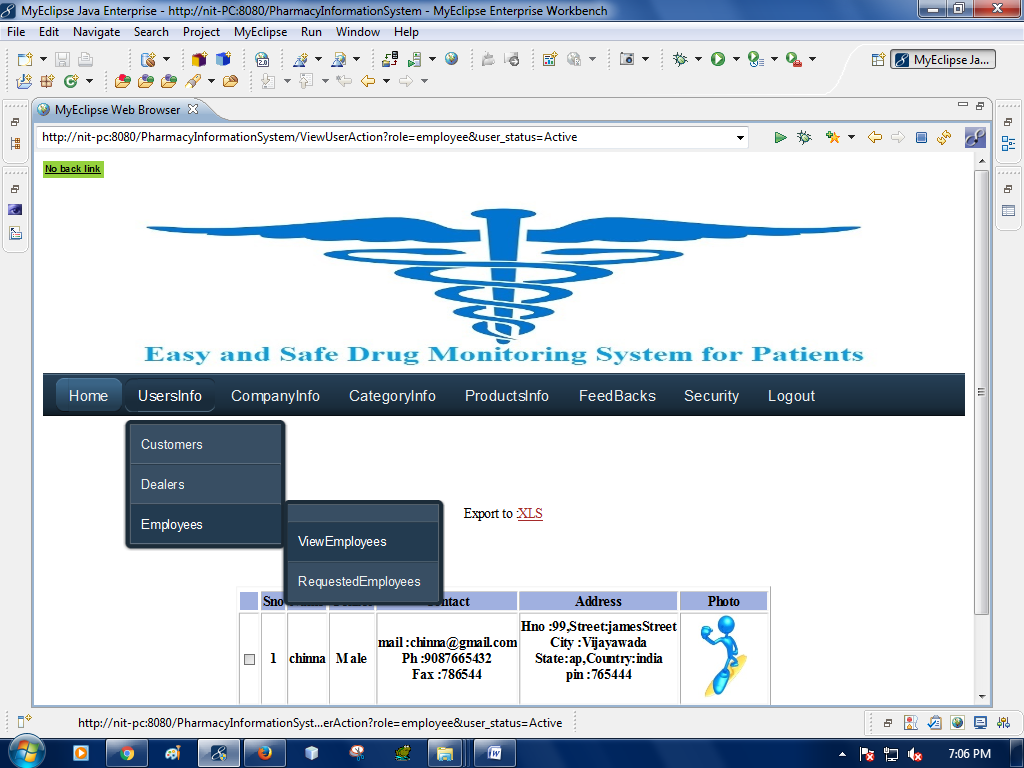 MyEclipse Java Enterprise - http://nit-PC:8080/PharmacyInformationSystem - MyEclipse Enterprise Workbench
File Edit Navigate Search Project MyEclipse Run Window Help
MyEclipse Ja...
MyEclipse Web Browser
http://nit-pc:8080/PharmacyInformationSystem/ViewUserAction?role=employee&user_status=Active
No back link
Easy and Safe Drug Monitoring System for Patients
Home UsersInfo CompanyInfo CategoryInfo ProductsInfo FeedBacks Security Logout
Customers
Dealers
Employees
ViewEmployees
RequestedEmployees
Export to :XLS
Sno Contact Address Photo
1 chinna Male
mail :chinna@gmail.com
Ph :9087665432
Fax :786544
Hno :99,Street:jamesStreet
City :Vijayawada
State:ap,Country:india
pin :765444
http://nit-pc:8080/PharmacyInformationSyst...erAction?role=employee&user_status=Active
7:06 PM